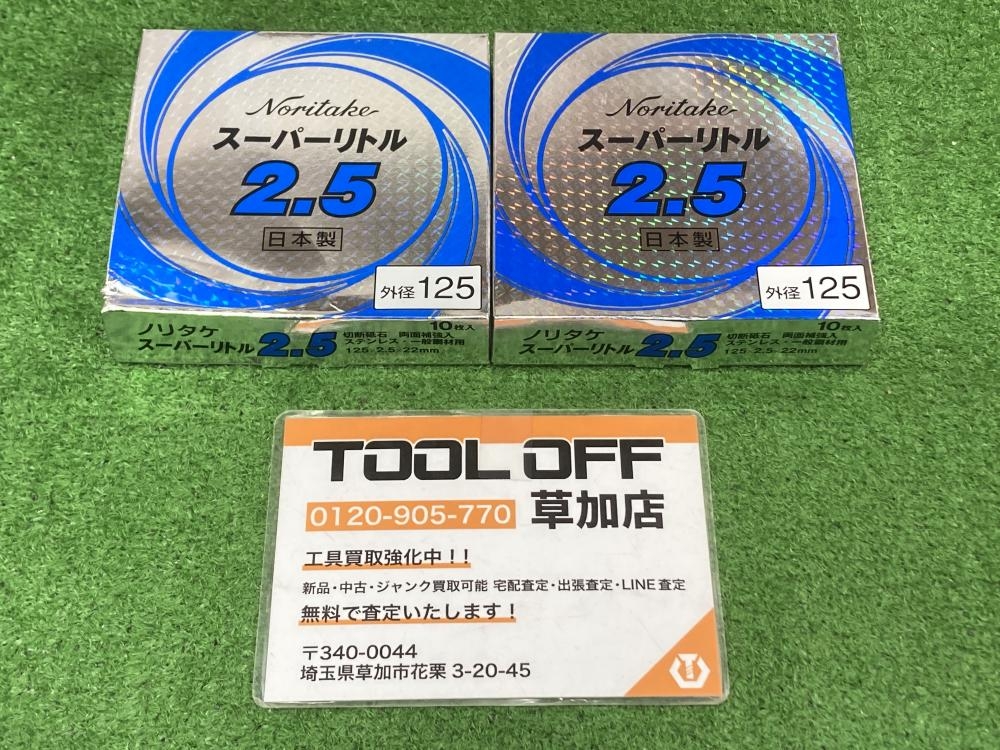 Noritake
スーパーリトル
2.5
日本製
外径 125
10枚入
ノリタケ
スーパーリトル 2.5
切断砥石 両面補強入
ステンレス・一般鋼材用
125-2.5-22mm
Noritake
スーパーリトル
2.5
日本製
外径 125
10枚入
ノリタケ
スーパーリトル 2.5
切断砥石 両面補強入
ステンレス・一般鋼材用
125-2.5-22mm
TOOL OFF
0120-905-770 草加店
工具買取強化中!!
新品・中古・ジャンク買取可能 宅配査定・出張査定・LINE査定
無料で査定いたします!
〒340-0044
埼玉県草加市花栗 3-20-45